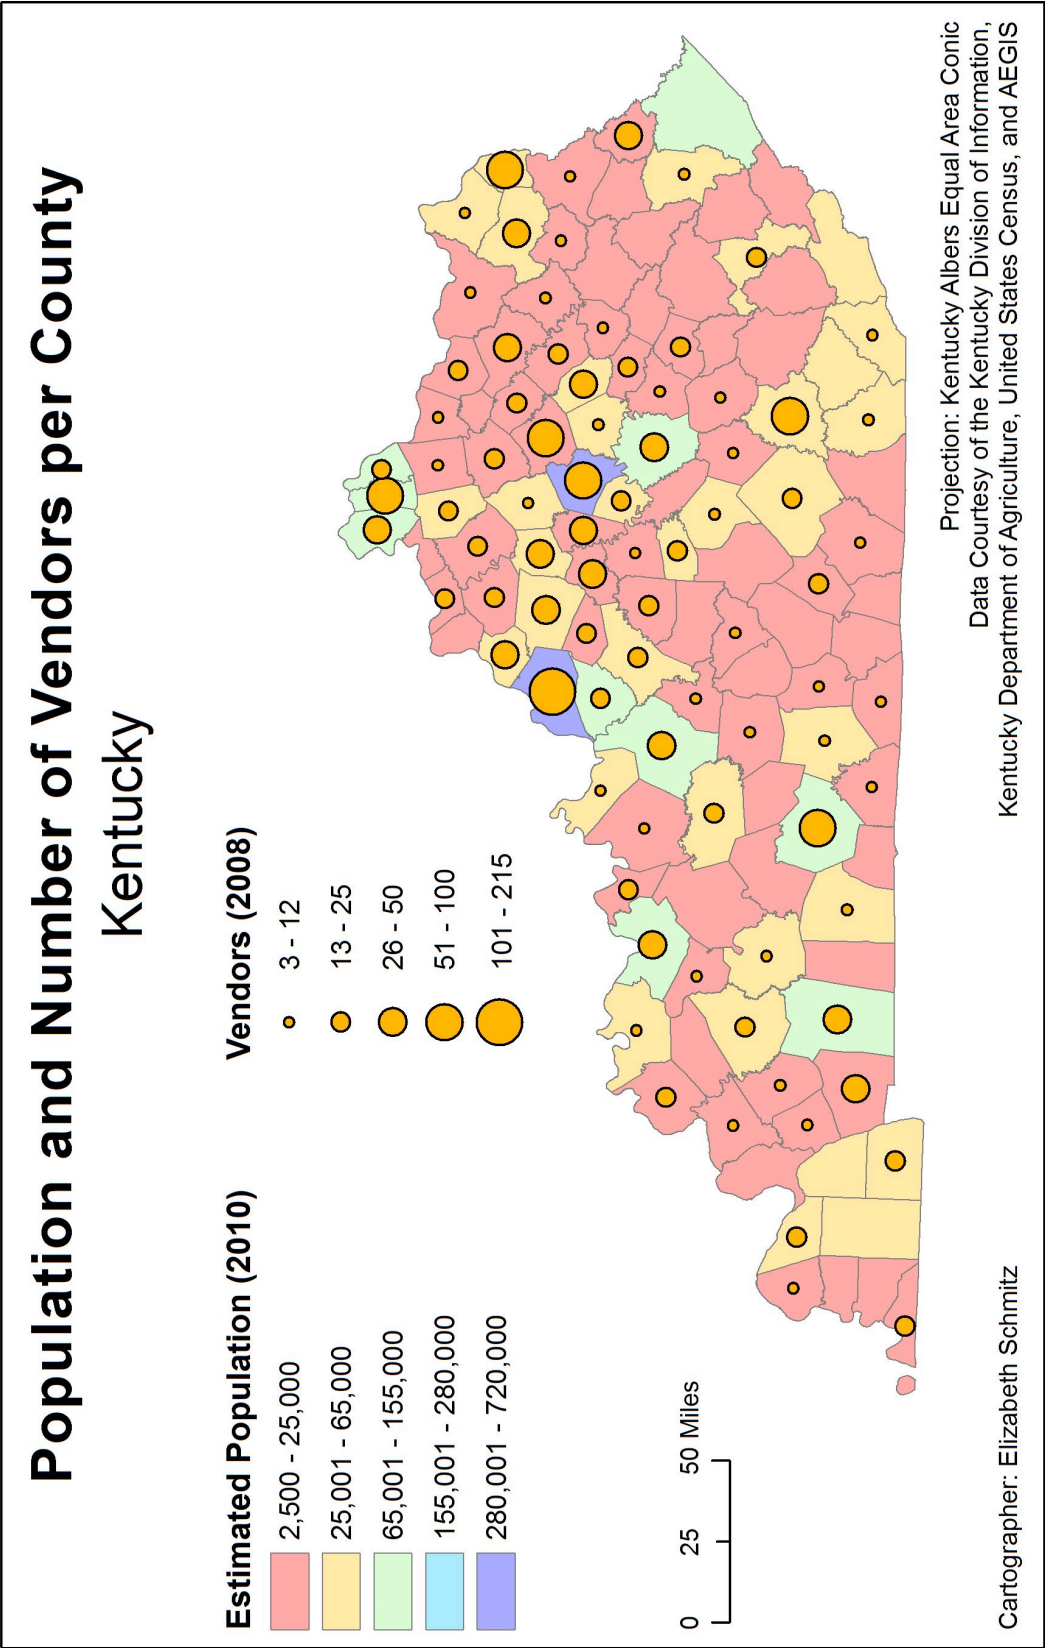 Population and Number of Vendors per County
Kentucky
Estimated Population (2010)
2,500 - 25,000
25,001 - 65,000
65,001 - 155,000
155,001 - 280,000
280,001 - 720,000
Vendors (2008)
3 - 12
13 - 25
26 - 50
51 - 100
101 - 215
0 25 50 Miles
Cartographer: Elizabeth Schmitz
Projection: Kentucky Albers Equal Area Conic
Data Courtesy of the Kentucky Division of Information,
Kentucky Department of Agriculture, United States Census, and AEGIS